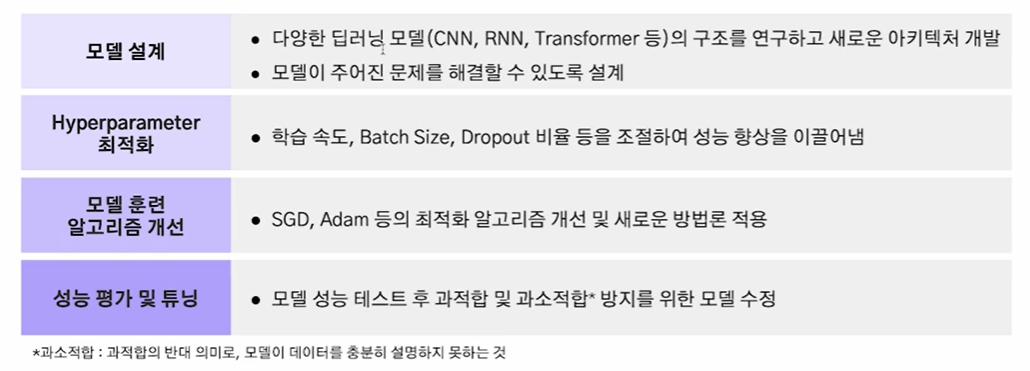 모델 설계
● 다양한 딥러닝 모델(CNN, RNN, Transformer 등)의 구조를 연구하고 새로운 아키텍처 개발
● 모델이 주어진 문제를 해결할 수 있도록 설계
Hyperparameter
최적화
● 학습 속도, Batch Size, Dropout 비율 등을 조절하여 성능 향상을 이끌어냄
모델 훈련
알고리즘 개선
● SGD, Adam 등의 최적화 알고리즘 개선 및 새로운 방법론 적용
성능 평가 및 튜닝
● 모델 성능 테스트 후 과적합 및 과소적합* 방지를 위한 모델 수정
*과소적합 : 과적합의 반대 의미로, 모델이 데이터를 충분히 설명하지 못하는 것